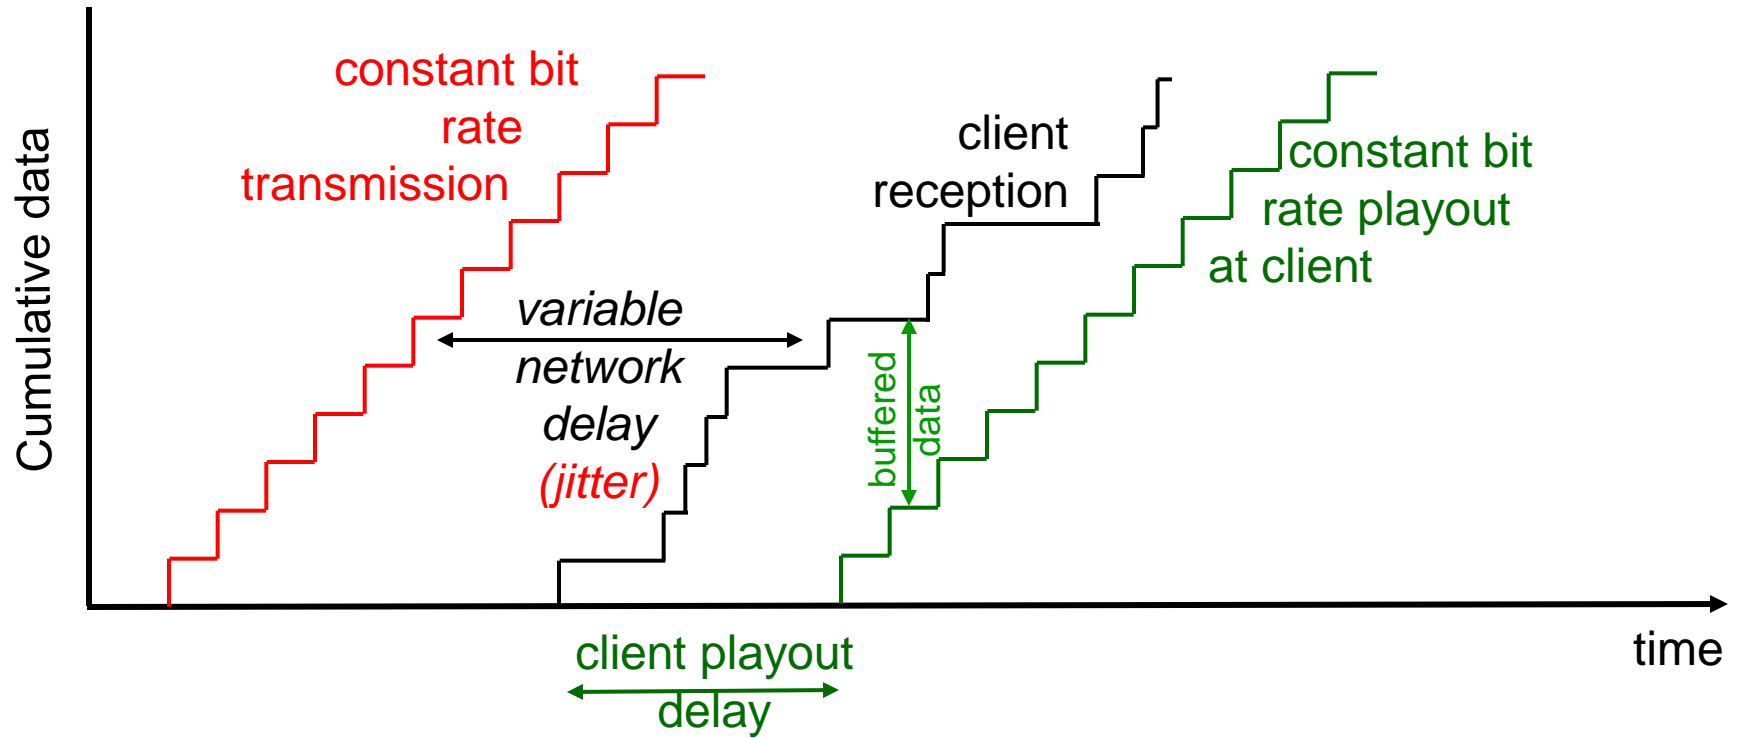 constant bit
rate
transmission
client
reception
constant bit
rate playout
at client
Cumulative data
variable
network
delay
(jitter)
buffered
data
time
client playout
delay